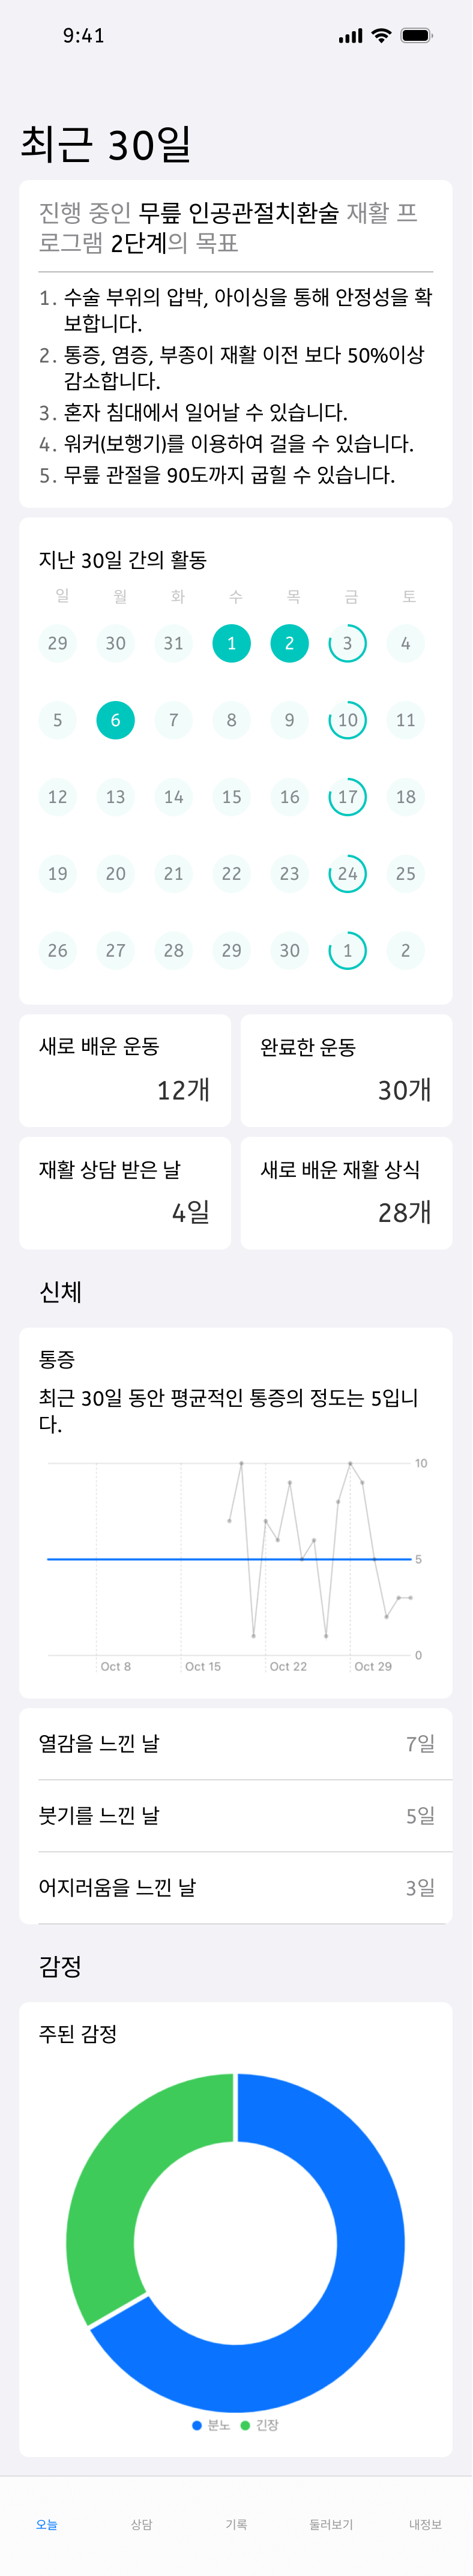 9:41
최근 30일
진행 중인 무릎 인공관절치환술 재활 프
로그램 2단계의 목표
1. 수술 부위의 압박, 아이싱을 통해 안정성을 확
보합니다.
2. 통증, 염증, 부종이 재활 이전 보다 50%이상
감소합니다.
3. 혼자 침대에서 일어날 수 있습니다.
4. 워커(보행기)를 이용하여 걸을 수 있습니다.
5. 무릎 관절을 90도까지 굽힐 수 있습니다.
지난 30일 간의 활동
일 월 화 수 목 금 토
29 30 31 1 2 3 4
5 6 7 8 9 10 11
12 13 14 15 16 17 18
19 20 21 22 23 24 25
26 27 28 29 30 1 2
새로 배운 운동
12개
완료한 운동
30개
재활 상담 받은 날
4일
새로 배운 재활 상식
28개
신체
통증
최근 30일 동안 평균적인 통증의 정도는 5입니
다.
10
5
0
Oct 8 Oct 15 Oct 22 Oct 29
열감을 느낀 날 7일
붓기를 느낀 날 5일
어지러움을 느낀 날 3일
감정
주된 감정
분노 긴장
오늘 상담 기록 둘러보기 내정보